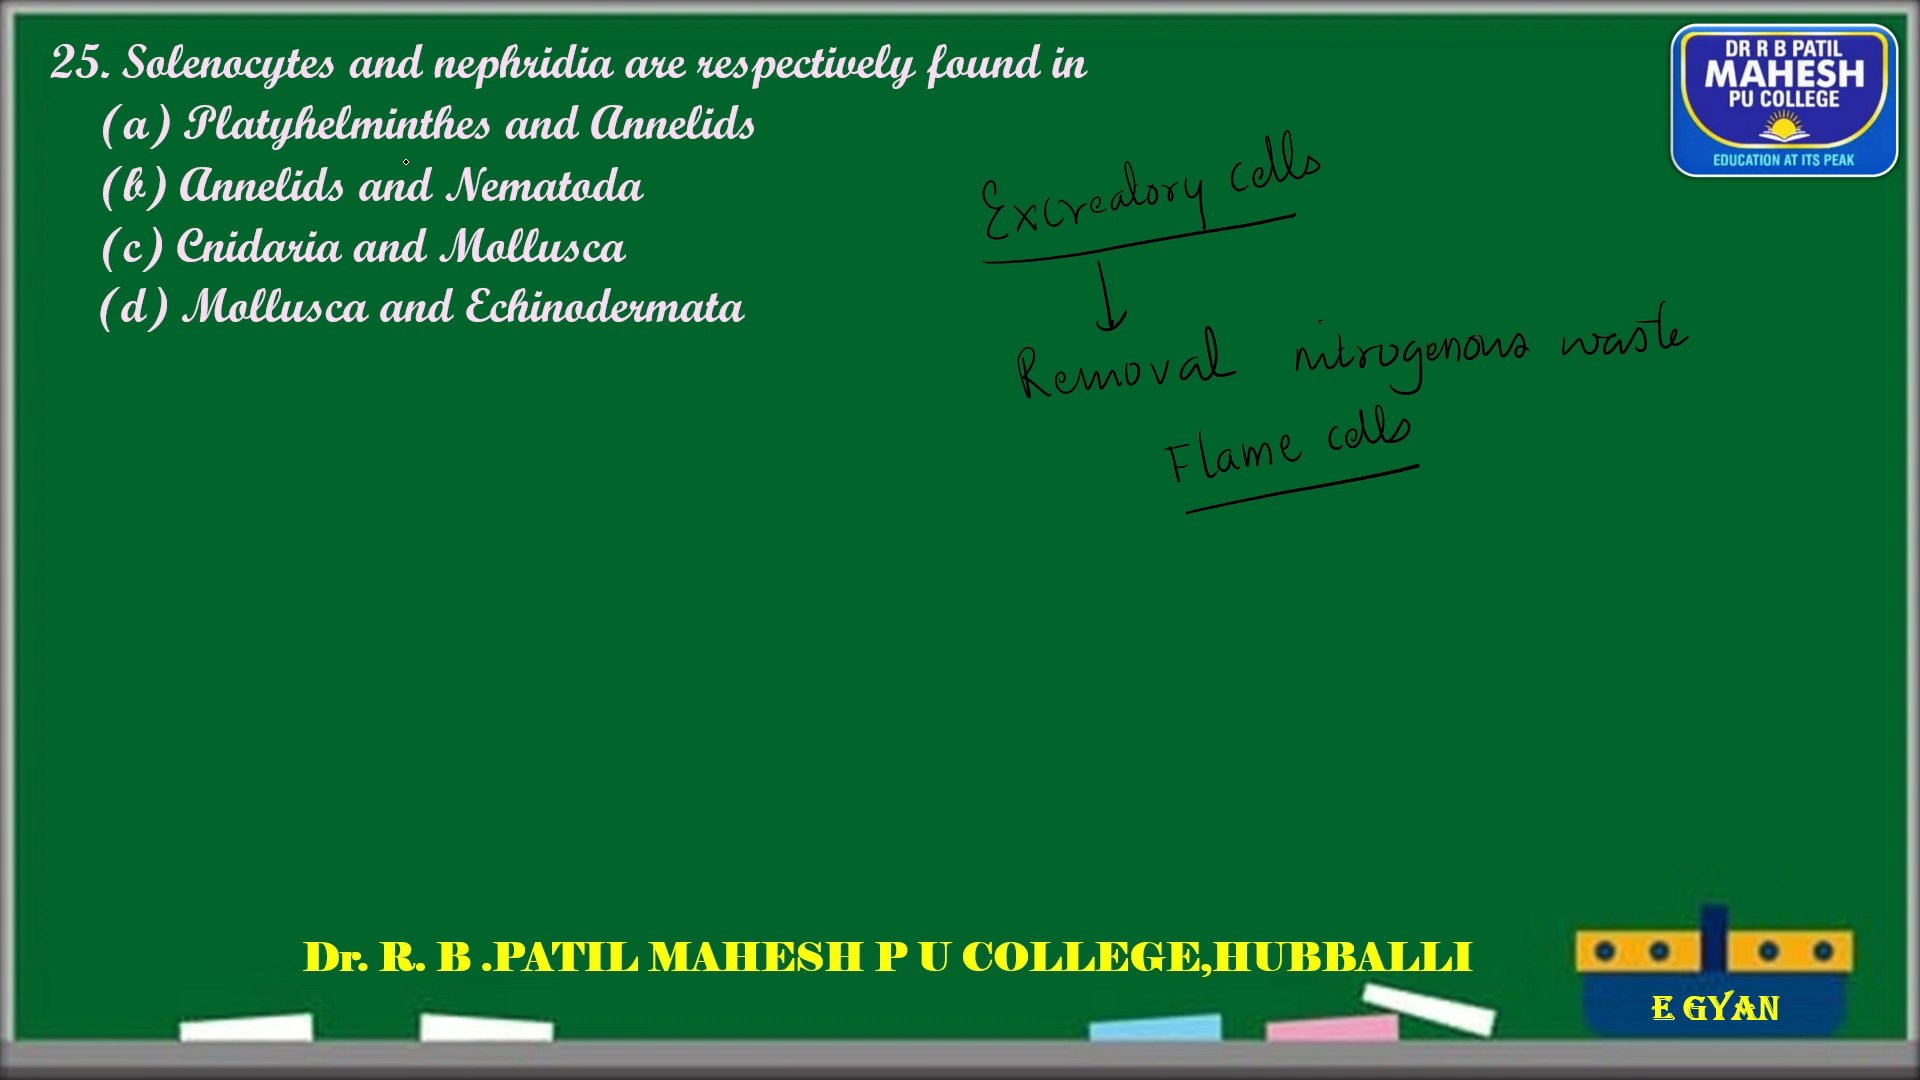 25. Solenocytes and nephridia are respectively found in
(a) Platyhelminthes and Annelids
(b) Annelids and Nematoda
(c) Cnidaria and Mollusca
(d) Mollusca and Echinodermata
DR R B PATIL
MAHESH
PU COLLEGE
EDUCATION AT ITS PEAK
Excreatory cells
Removal nitrogenous waste
Flame cells
Dr. R. B .PATIL MAHESH P U COLLEGE,HUBBALLI
E GYAN